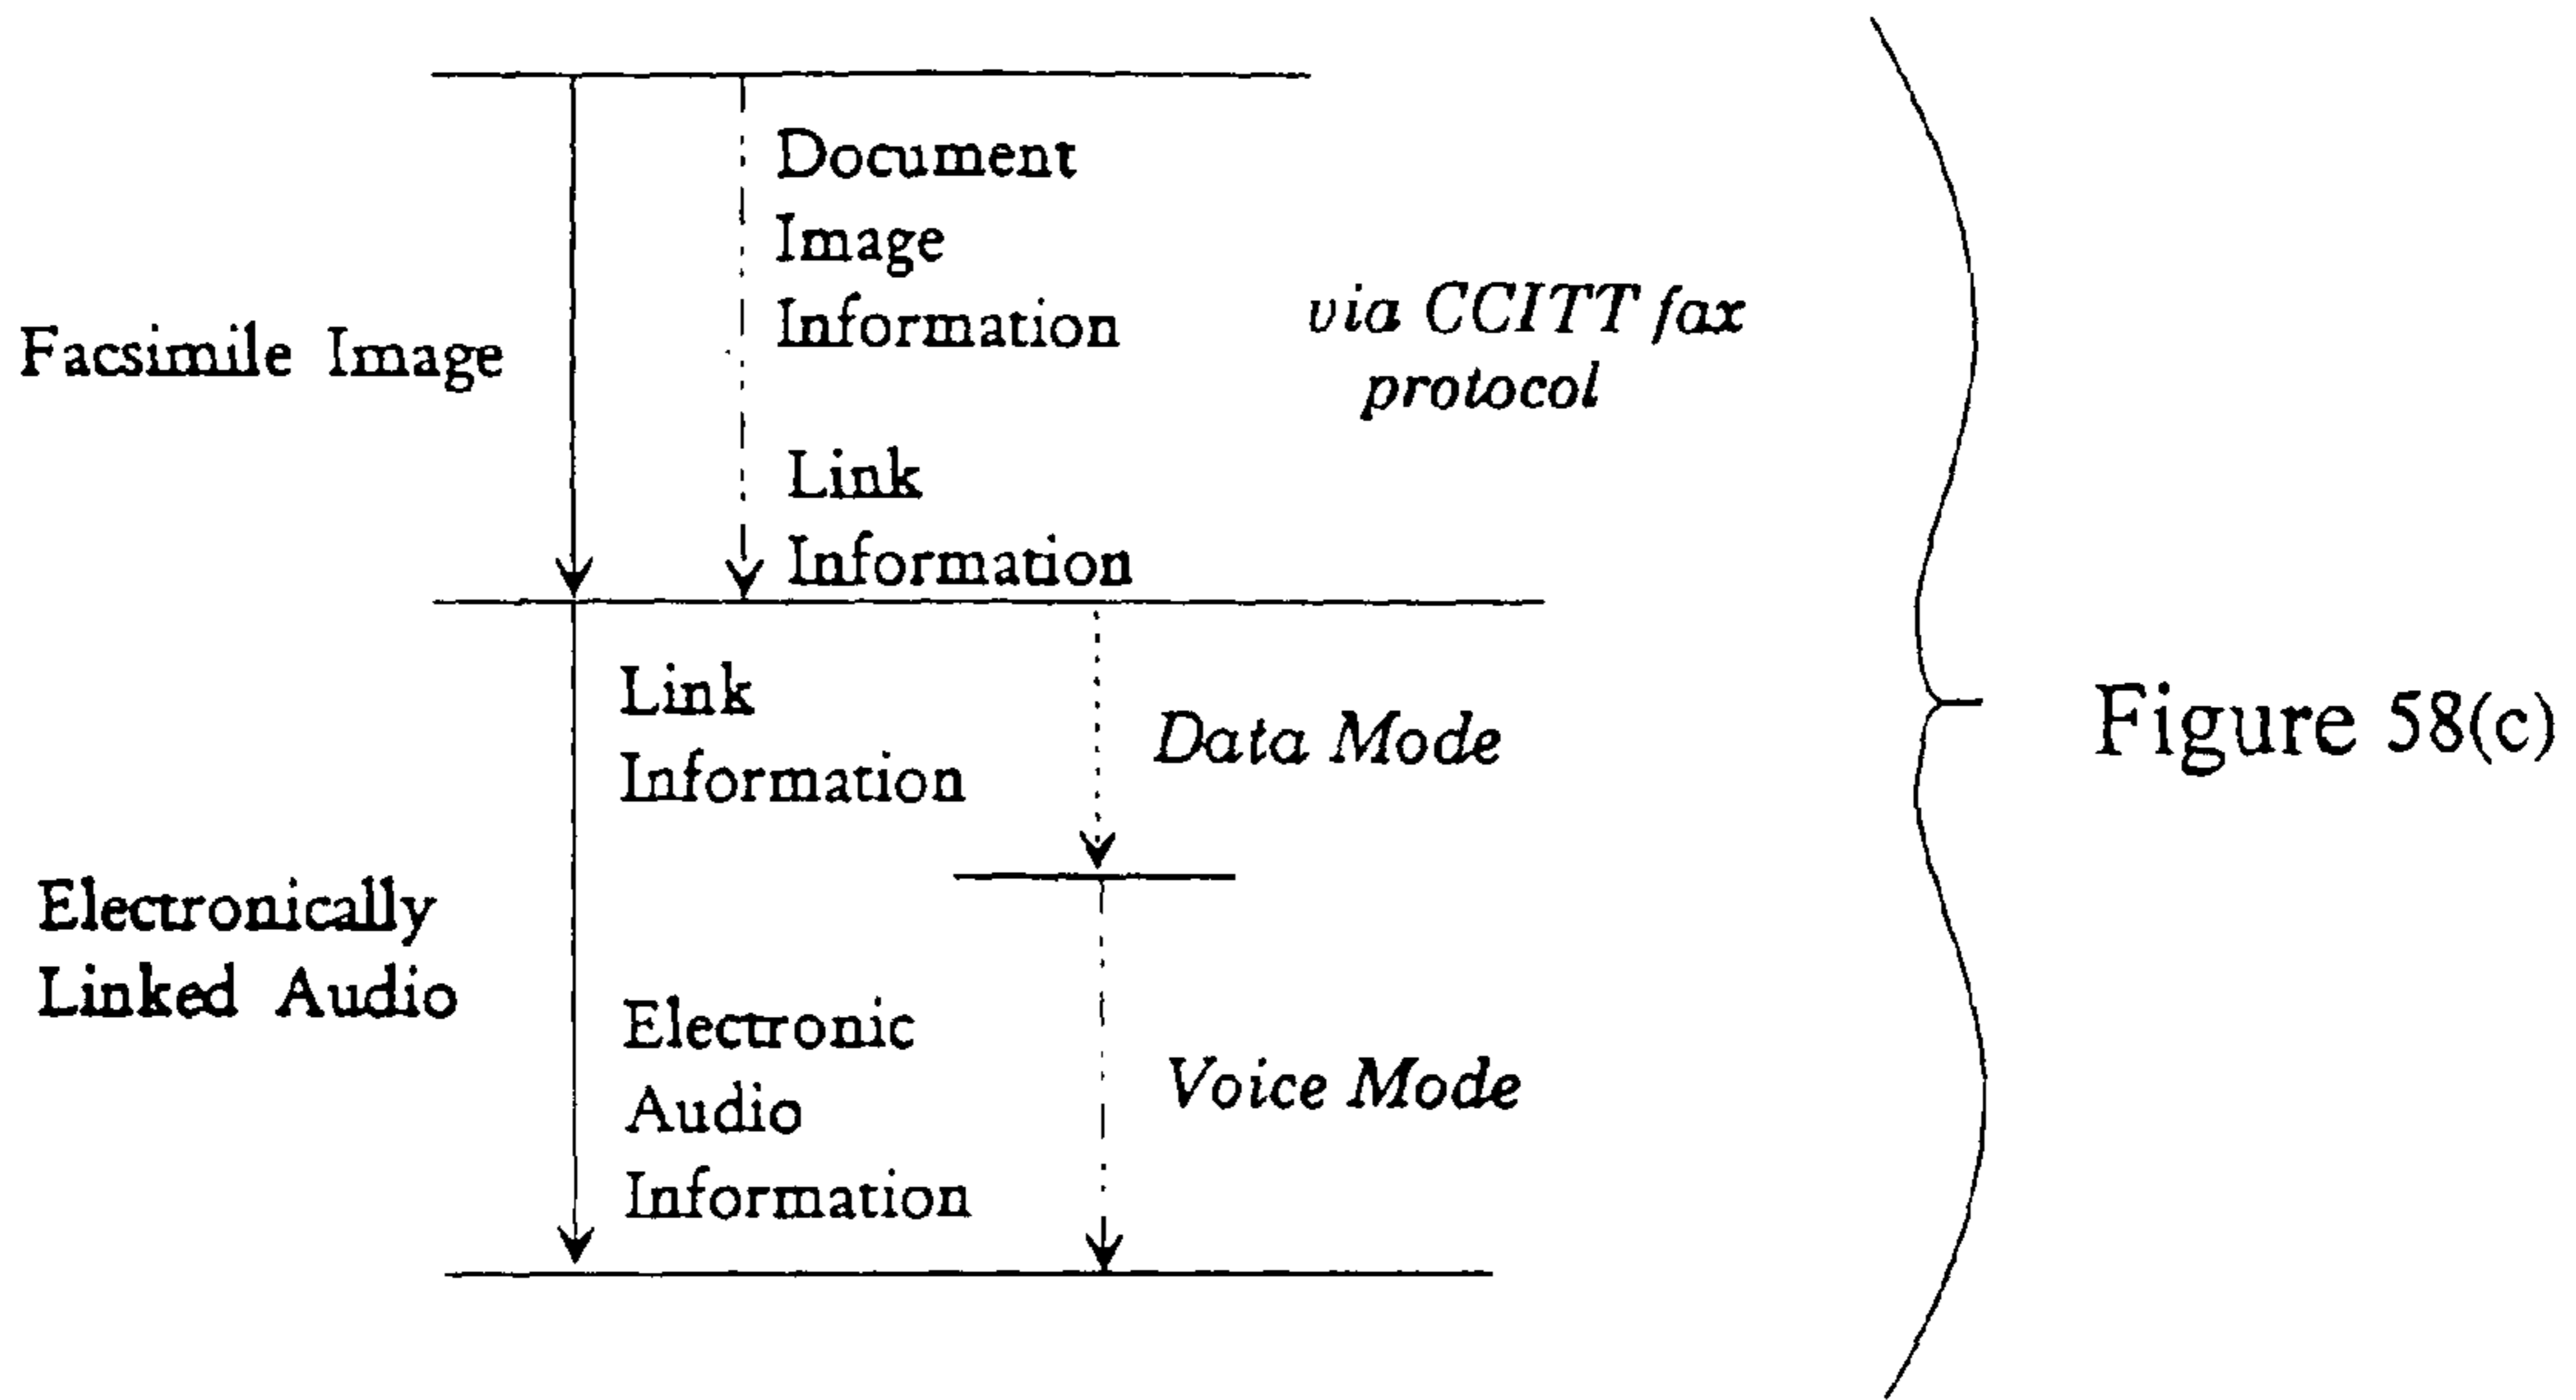 Document
Image
Information
Facsimile Image
via CCITT fax
protocol
Link
Information
Link
Information
Data Mode
Figure 58(c)
Electronically
Linked Audio
Electronic
Audio
Information
Voice Mode